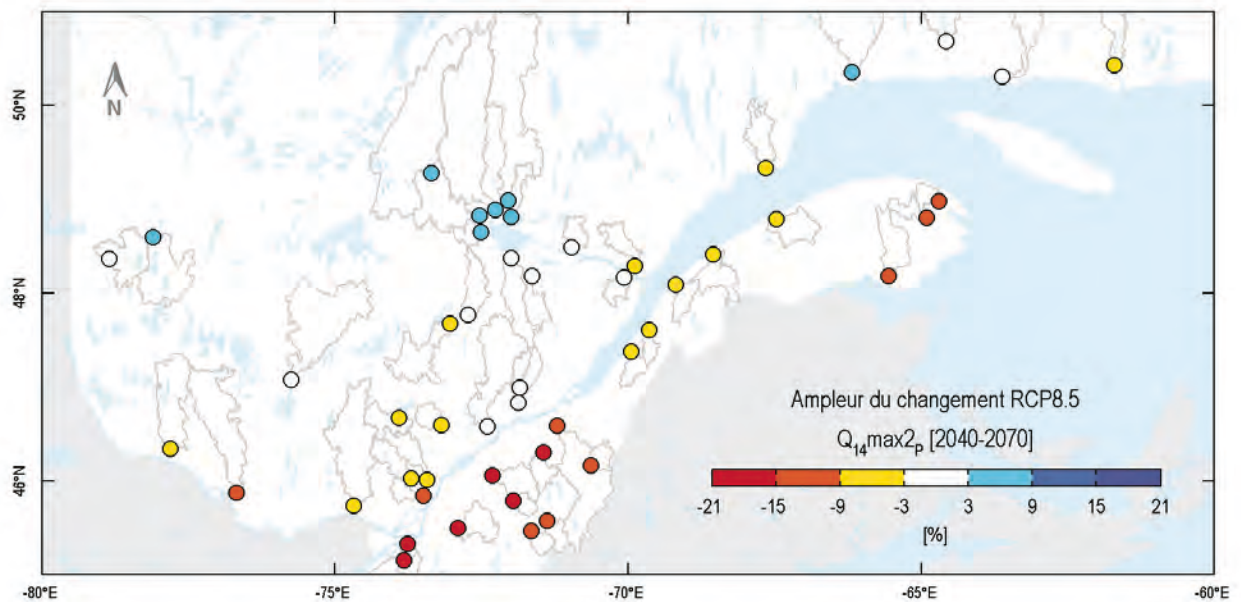 50°N
48°N
46°N
N
Ampleur du changement RCP8.5
Q14max2P [2040-2070]
-21 -15 -9 -3 3 9 15 21
[%]
-80°E -75°E -70°E -65°E -60°E